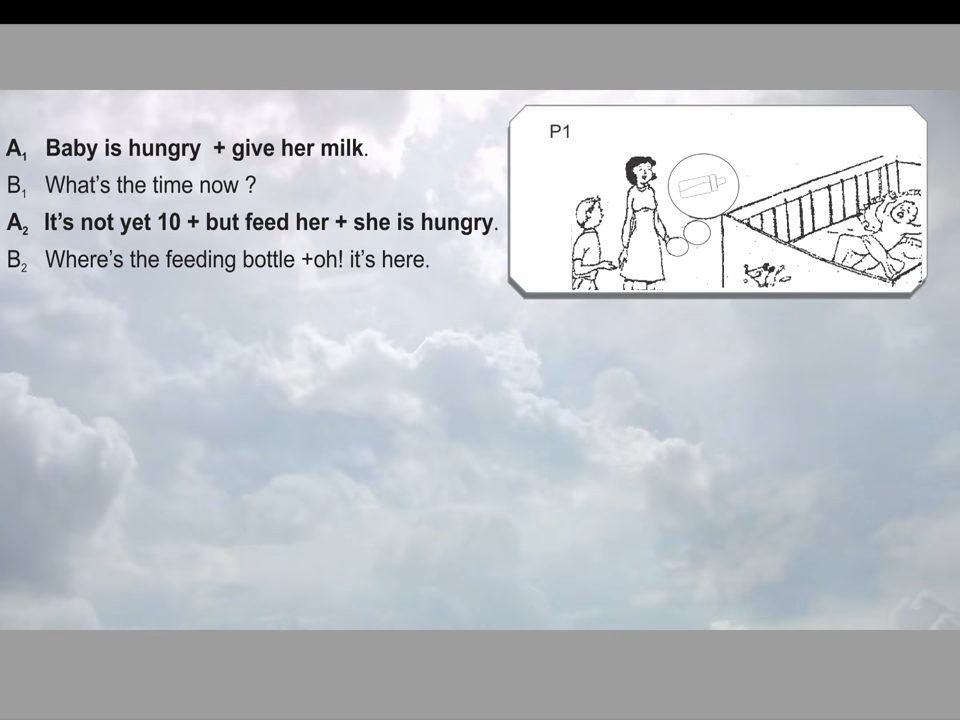 A₁ Baby is hungry + give her milk.
B₁ What's the time now ?
A₂ It's not yet 10 + but feed her + she is hungry.
B₂ Where's the feeding bottle +oh! it's here.
P1